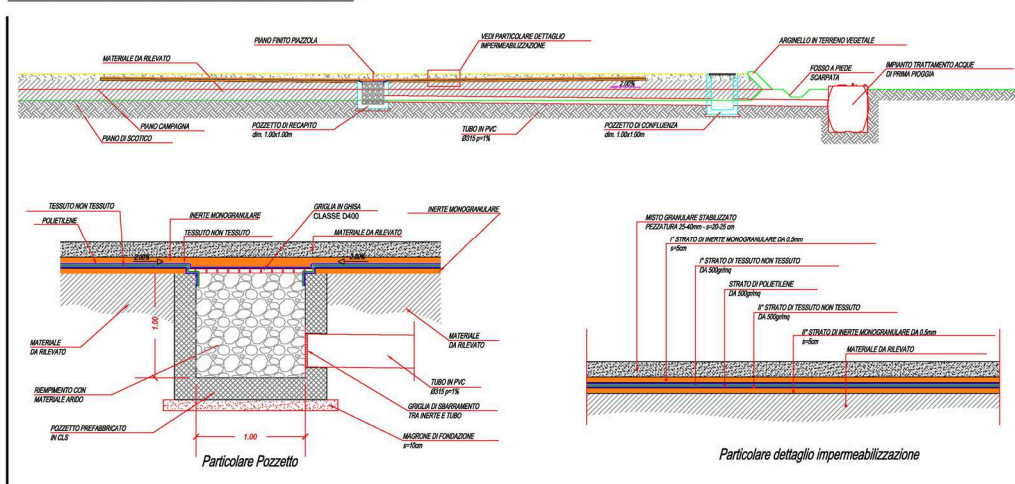 PIANO FINITO PIAZZOLA
VEDI PARTICOLARE DETTAGLIO
IMPERMEABILIZZAZIONE
ARGINELLO IN TERRENO VEGETALE
MATERIALE DA RILEVATO
FOSSO A PIEDE
SCARPATA
IMPIANTO TRATTAMENTO ACQUE
DI PRIMA PIOGGIA
2.00%
PIANO CAMPAGNA
PIANO DI SCOTICO
POZZETTO DI RECAPITO
dim. 1.00x1.00m
TUBO IN PVC
Ø315 p=1%
POZZETTO DI CONFLUENZA
dim. 1.00x1.00m
TESSUTO NON TESSUTO
POLIETILENE
INERTE MONOGRANULARE
TESSUTO NON TESSUTO
GRIGLIA IN GHISA
CLASSE D400
MATERIALE DA RILEVATO
INERTE MONOGRANULARE
1.00
MATERIALE
DA RILEVATO
MATERIALE
DA RILEVATO
RIEMPIMENTO CON
MATERIALE ARIDO
TUBO IN PVC
Ø315 p=1%
GRIGLIA DI SBARRAMENTO
TRA INERTE E TUBO
POZZETTO PREFABBRICATO
IN CLS
1.00
MAGRONE DI FONDAZIONE
s=10cm
Particolare Pozzetto
MISTO GRANULARE STABILIZZATO
PEZZATURA 25-40mm - s=20-25 cm
I° STRATO DI INERTE MONOGRANULARE DA 0.2mm
s=5cm
I° STRATO DI TESSUTO NON TESSUTO
DA 500gr/mq
STRATO DI POLIETILENE
DA 500gr/mq
II° STRATO DI TESSUTO NON TESSUTO
DA 500gr/mq
II° STRATO DI INERTE MONOGRANULARE DA 0.5mm
s=5cm
MATERIALE DA RILEVATO
Particolare dettaglio impermeabilizzazione